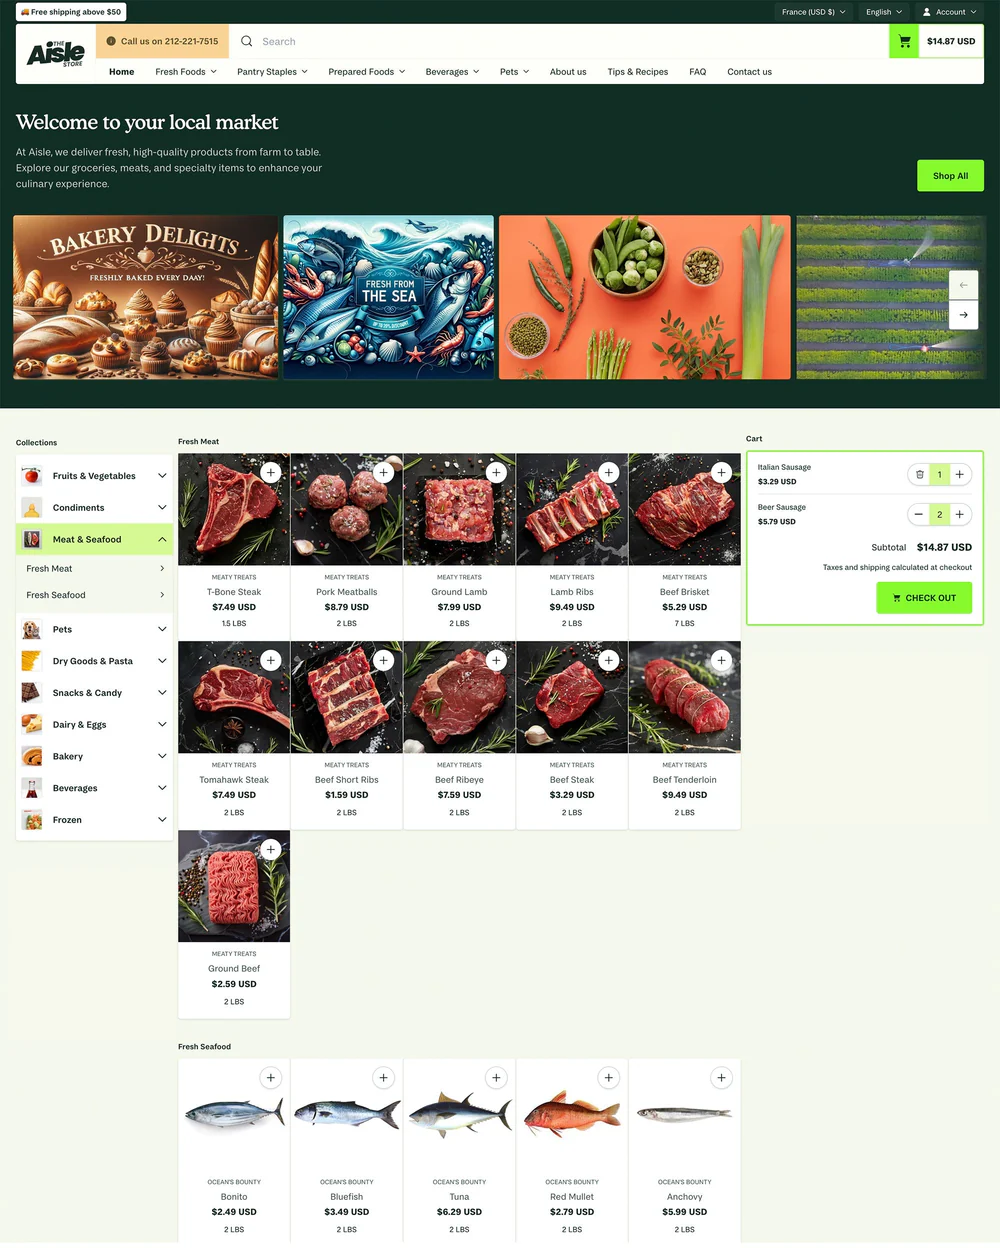 🚚 Free shipping above $50
France (USD $)
English
Account
THE
Aisle
STORE
Call us on 212-221-7515
Search
$14.87 USD
Home
Fresh Foods
Pantry Staples
Prepared Foods
Beverages
Pets
About us
Tips & Recipes
FAQ
Contact us
Welcome to your local market
At Aisle, we deliver fresh, high-quality products from farm to table.
Explore our groceries, meats, and specialty items to enhance your
culinary experience.
Shop All
BAKERY DELIGHTS
FRESHLY BAKED EVERY DAAY!
FRESH FROM
THE SEA
Collections
Fruits & Vegetables
Condiments
Meat & Seafood
Fresh Meat
Fresh Seafood
Pets
Dry Goods & Pasta
Snacks & Candy
Dairy & Eggs
Bakery
Beverages
Frozen
Fresh Meat
MEATY TREATS
T-Bone Steak
$7.49 USD
1.5 LBS
MEATY TREATS
Pork Meatballs
$8.79 USD
2 LBS
MEATY TREATS
Ground Lamb
$7.99 USD
2 LBS
MEATY TREATS
Lamb Ribs
$9.49 USD
2 LBS
MEATY TREATS
Beef Brisket
$5.29 USD
7 LBS
MEATY TREATS
Tomahawk Steak
$7.49 USD
2 LBS
MEATY TREATS
Beef Short Ribs
$1.59 USD
2 LBS
MEATY TREATS
Beef Ribeye
$7.59 USD
2 LBS
MEATY TREATS
Beef Steak
$3.29 USD
2 LBS
MEATY TREATS
Beef Tenderloin
$9.49 USD
2 LBS
MEATY TREATS
Ground Beef
$2.59 USD
2 LBS
Fresh Seafood
OCEAN'S BOUNTY
Bonito
$2.49 USD
2 LBS
OCEAN'S BOUNTY
Bluefish
$3.49 USD
2 LBS
OCEAN'S BOUNTY
Tuna
$6.29 USD
2 LBS
OCEAN'S BOUNTY
Red Mullet
$2.79 USD
2 LBS
OCEAN'S BOUNTY
Anchovy
$5.99 USD
2 LBS
Cart
Italian Sausage
$3.29 USD
1
Beer Sausage
$5.79 USD
2
Subtotal $14.87 USD
Taxes and shipping calculated at checkout
CHECK OUT